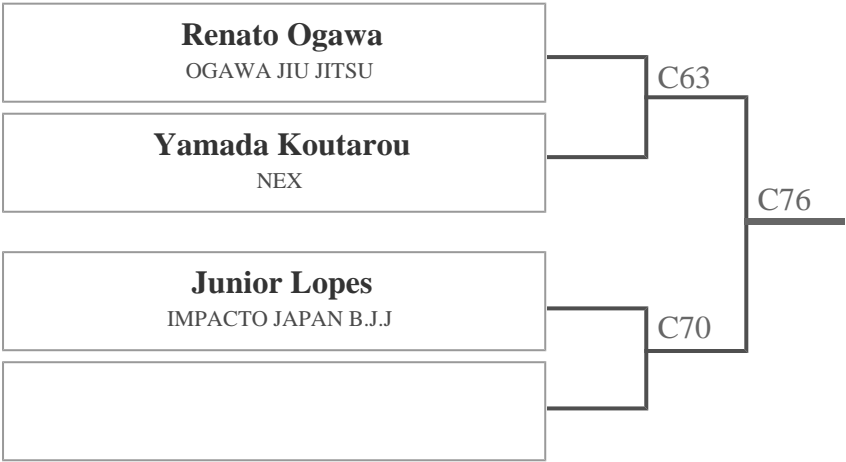 Renato Ogawa
OGAWA JIU JITSU
C63
Yamada Koutarou
NEX
C76
Junior Lopes
IMPACTO JAPAN B.J.J
C70